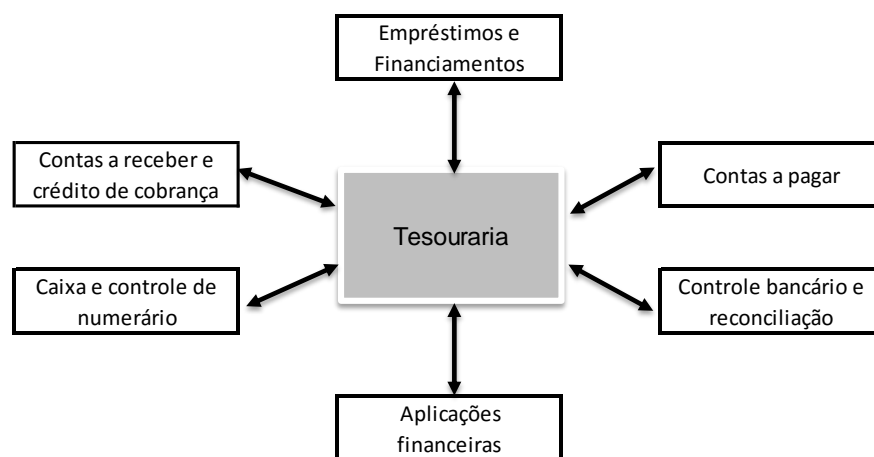 Empréstimos e
Financiamentos
Contas a receber e
crédito de cobrança
Contas a pagar
Tesouraria
Caixa e controle de
numerário
Controle bancário e
reconciliação
Aplicações
financeiras